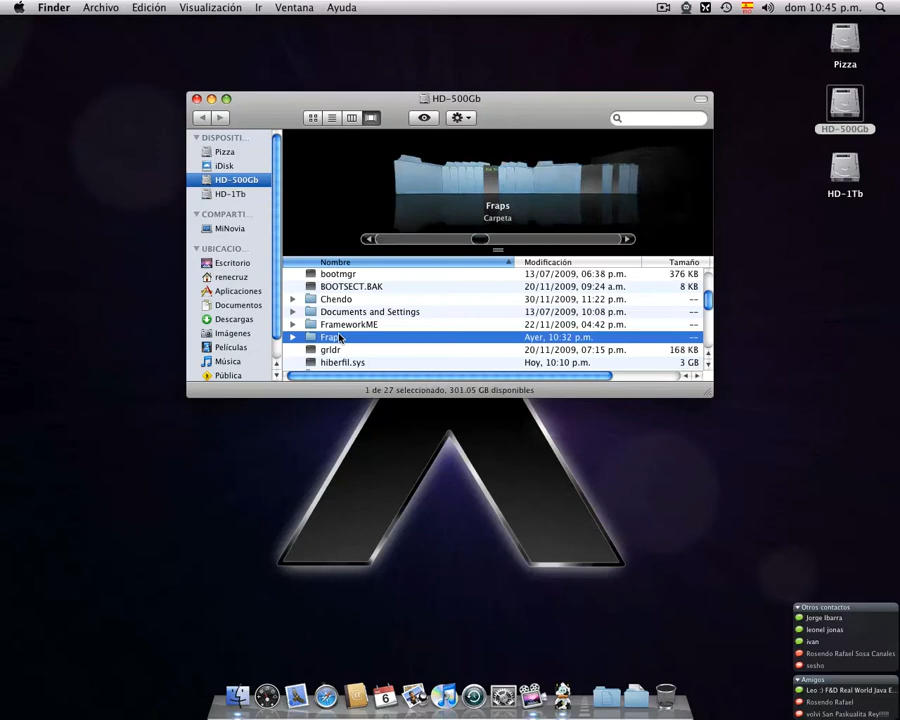 Finder Archivo Edición Visualización Ir Ventana Ayuda dom 10:45 p.m.
Pizza
HD-500Gb
HD-1Tb
HD-500Gb
DISPOSITI...
Pizza
iDisk
HD-500Gb
HD-1Tb
COMPARTI...
MiNovia
UBICACIO...
Escritorio
renecruz
Aplicaciones
Documentos
Descargas
Imágenes
Películas
Música
Pública
Fraps
Carpeta
Nombre Modificación Tamaño
bootmgr 13/07/2009, 06:38 p.m. 376 KB
BOOTSECT.BAK 20/11/2009, 09:24 a.m. 8 KB
Chendo 30/11/2009, 11:22 p.m. --
Documents and Settings 13/07/2009, 10:08 p.m. --
FrameworkME 22/11/2009, 04:42 p.m. --
Fraps Ayer, 10:32 p.m. --
grldr 20/11/2009, 07:15 p.m. 168 KB
hiberfil.sys Hoy, 10:10 p.m. 3 GB
1 de 27 seleccionado, 301.05 GB disponibles
Otros contactos
Jorge Ibarra
leonel jonas
ivan
Rosendo Rafael Sosa Canales
sesho
Amigos
Leo :) F&D Real World Java E...
Rosendo Rafael
volvi San Paskualita Rey!!!!!
6